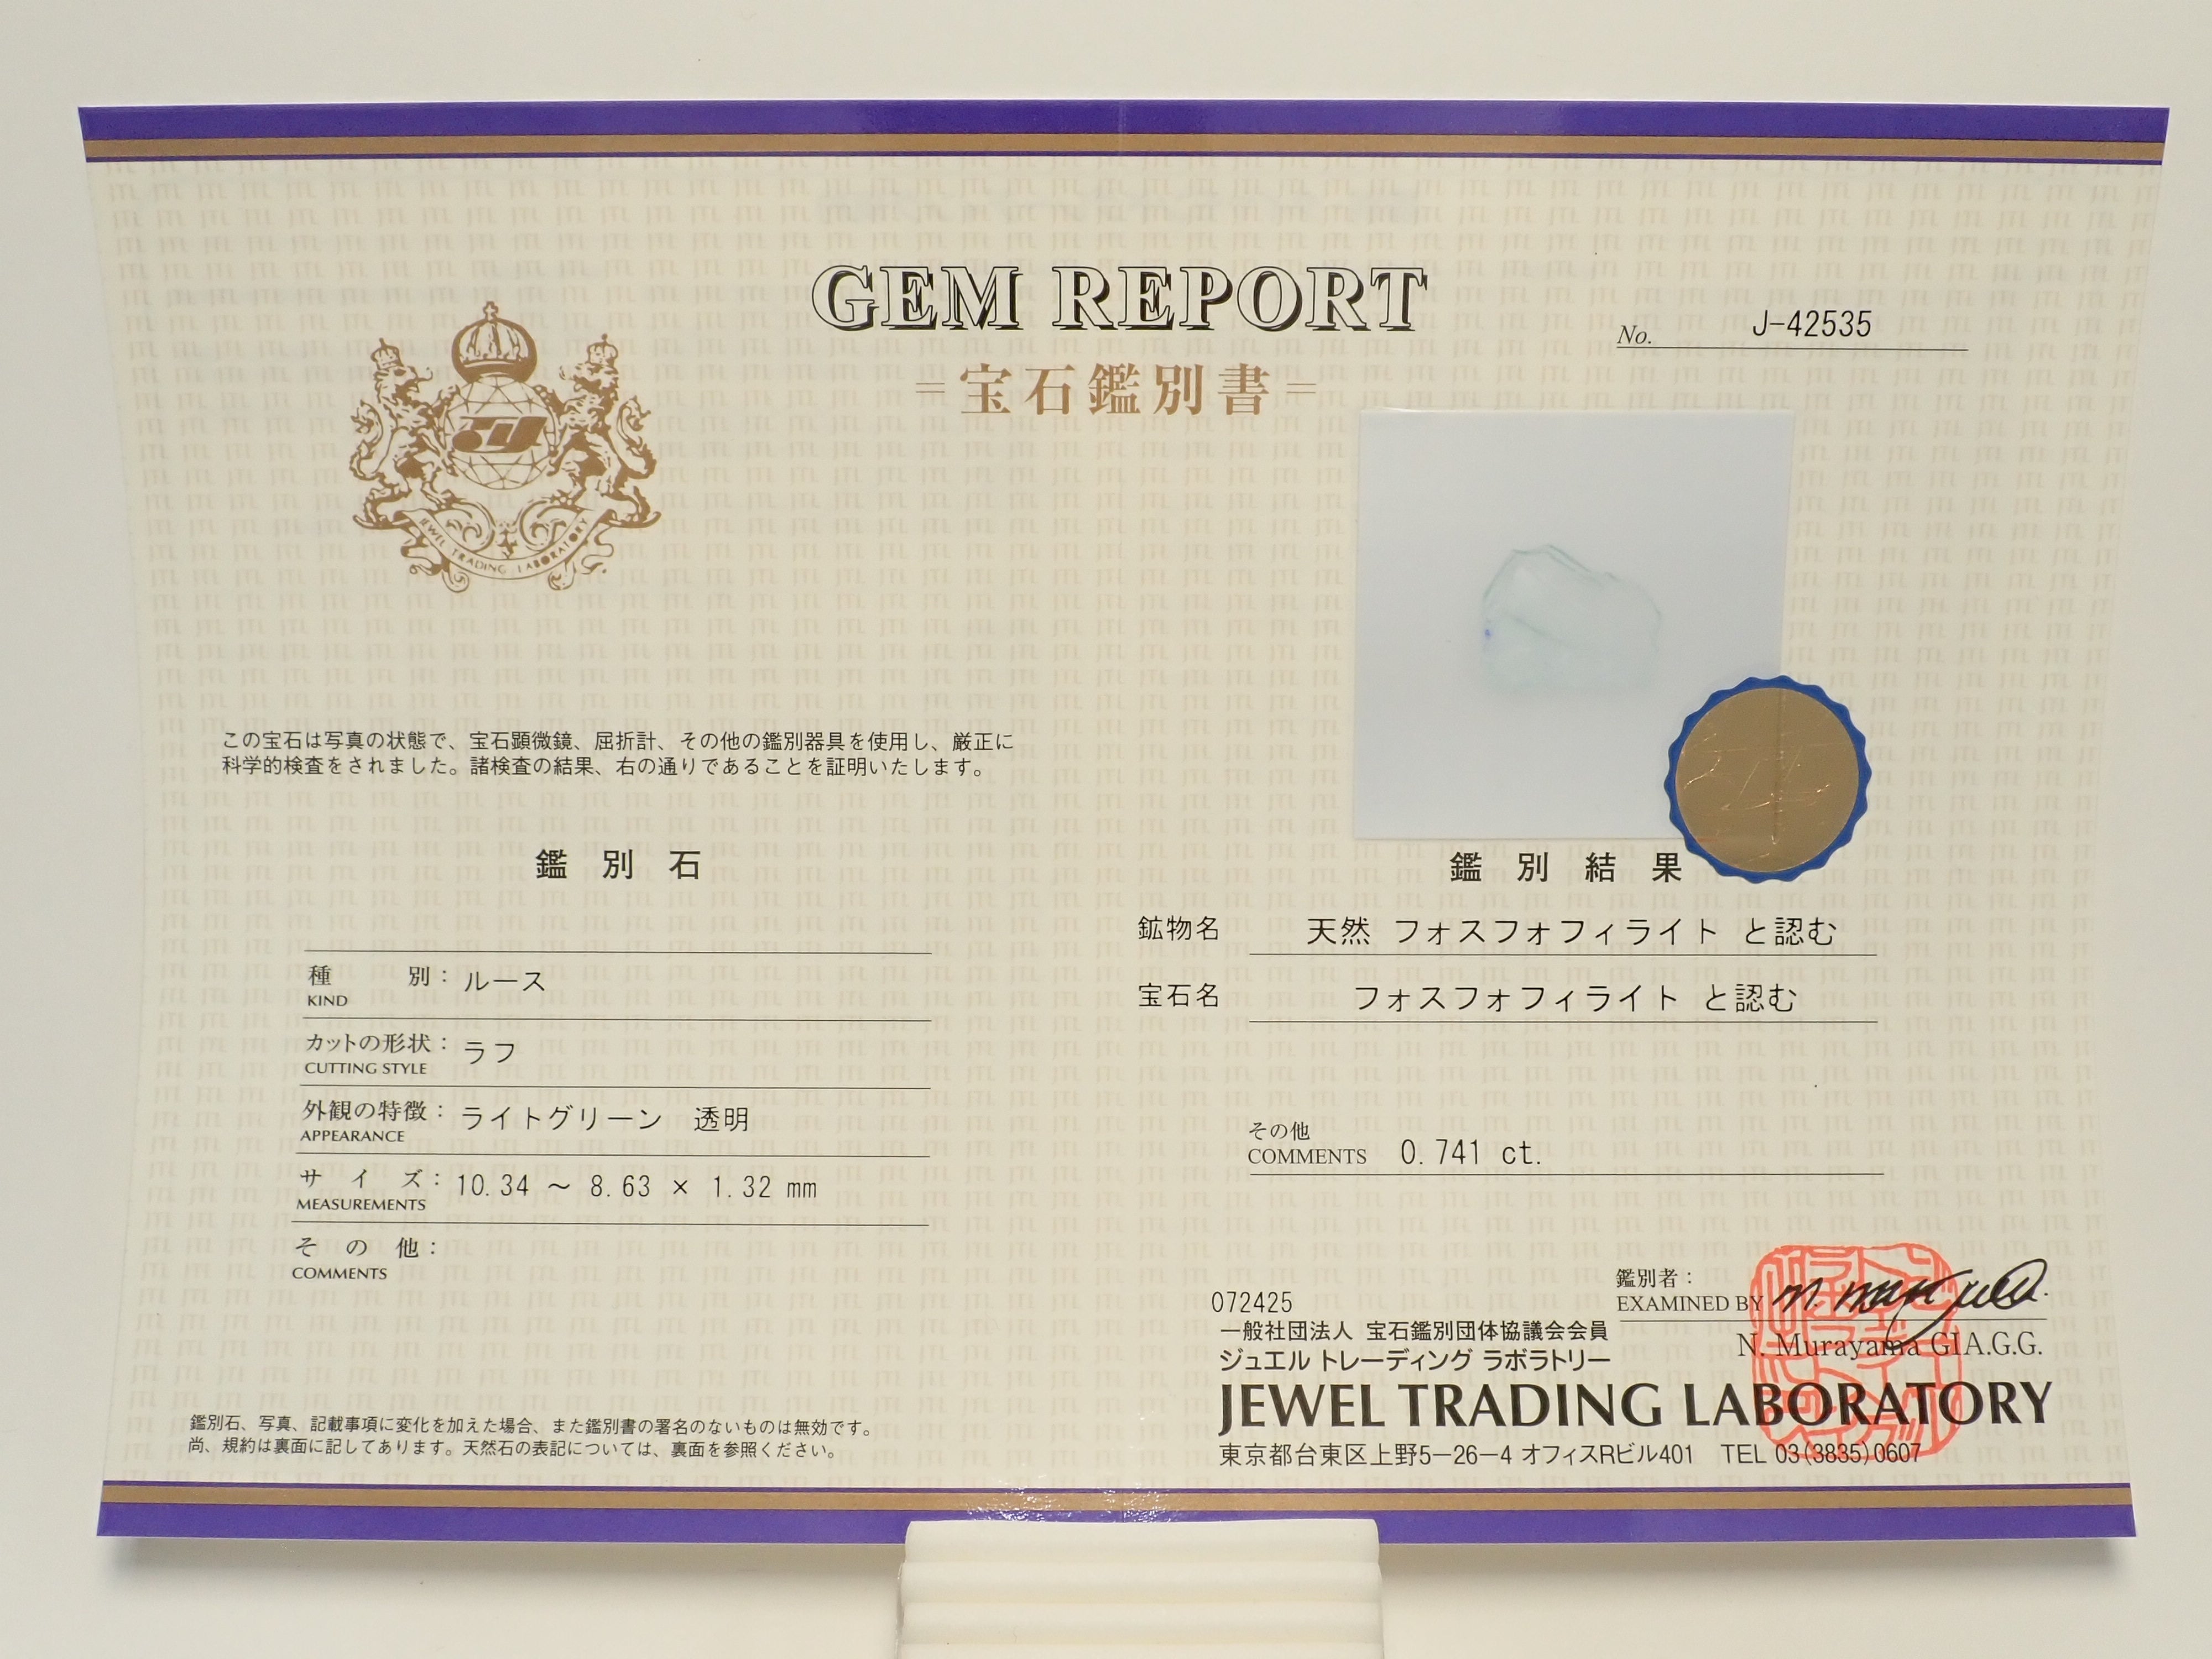 GEM REPORT
=宝石鑑別書=
No. J-42535
JEWEL TRADING LABORATORY
この宝石は写真の状態で、宝石顕微鏡、屈折計、その他の鑑別器具を使用し、厳正に
科学的検査をされました。諸検査の結果、右の通りであることを証明いたします。
鑑別石
種別: ルース
KIND
カットの形状: ラフ
CUTTING STYLE
外観の特徴: ライトグリーン 透明
APPEARANCE
サイズ: 10.34 ～ 8.63 × 1.32 mm
MEASUREMENTS
その他:
COMMENTS
鑑別石、写真、記載事項に変化を加えた場合、また鑑別書の署名のないものは無効です。
尚、規約は裏面に記してあります。天然石の表記については、裏面を参照ください。
鑑別結果
鉱物名 天然 フォスフォフィライト と認む
宝石名 フォスフォフィライト と認む
その他
COMMENTS 0.741 ct.
鑑別者:
EXAMINED BY
N. Murayama GIA.G.G.
072425
一般社団法人 宝石鑑別団体協議会会員
ジュエル トレーディング ラボラトリー
JEWEL TRADING LABORATORY
東京都台東区上野5−26−4 オフィスRビル401 TEL 03(3835)0607